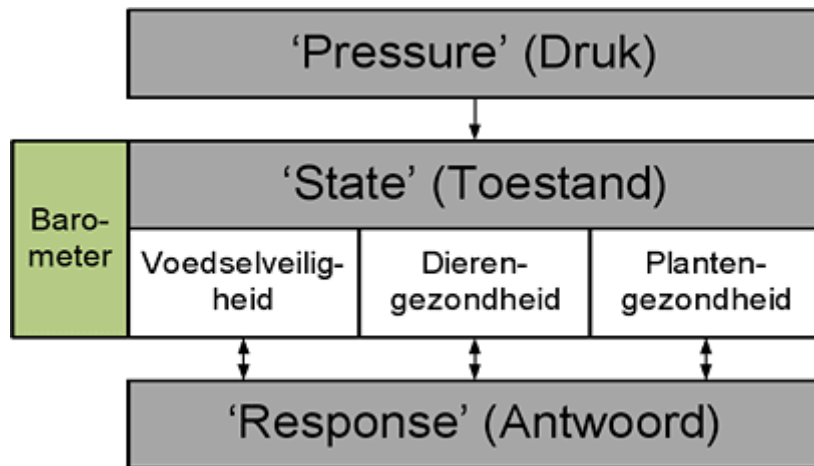 ‘Pressure’ (Druk)
‘State’ (Toestand)
Baro-
meter
Voedselveilig-
heid
Dieren-
gezondheid
Planten-
gezondheid
‘Response’ (Antwoord)